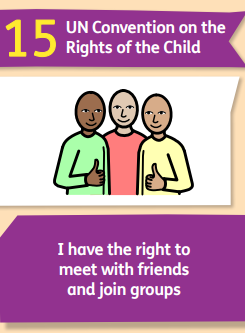 15
UN Convention on the
Rights of the Child
I have the right to
meet with friends
and join groups